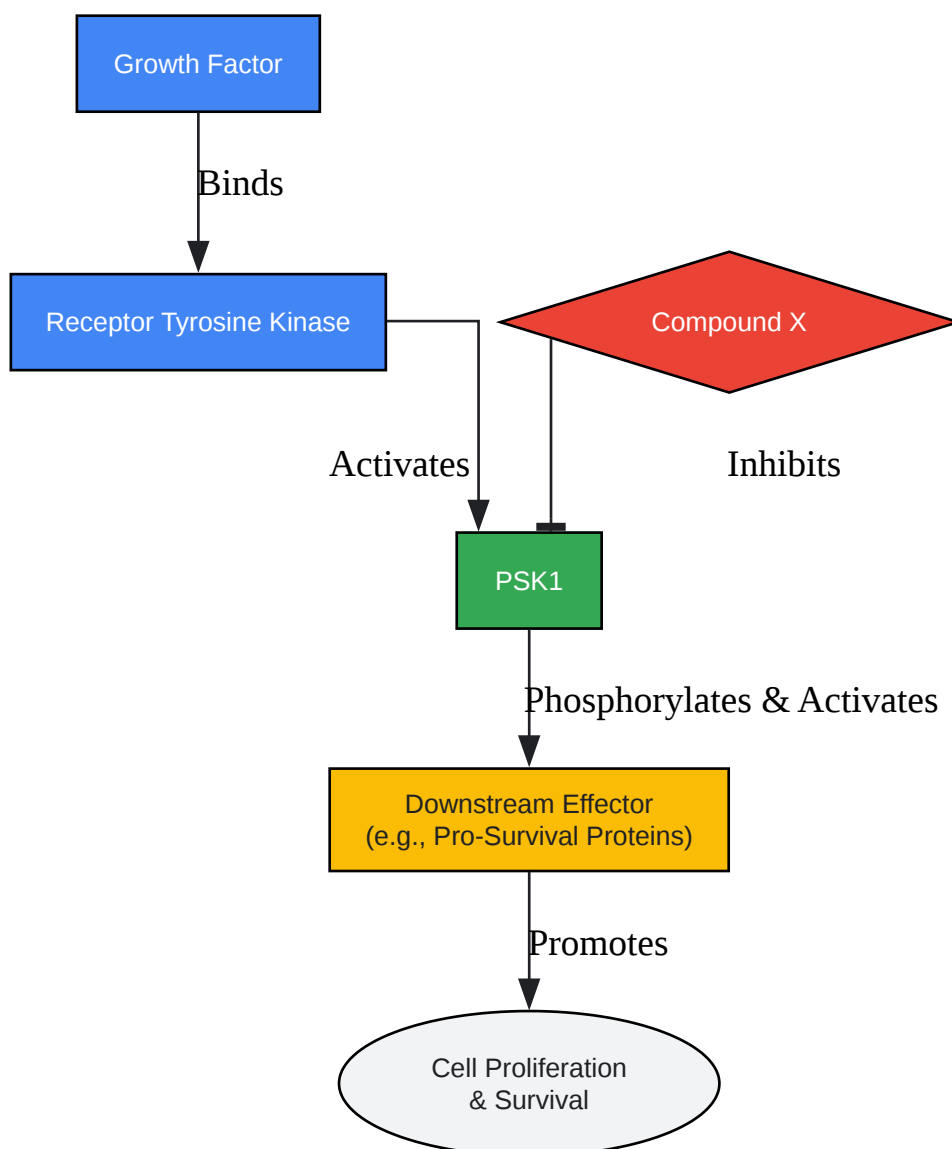 Growth Factor
Binds
Receptor Tyrosine Kinase
Compound X
Activates
Inhibits
PSK1
Phosphorylates & Activates
Downstream Effector
(e.g., Pro-Survival Proteins)
Promotes
Cell Proliferation
& Survival